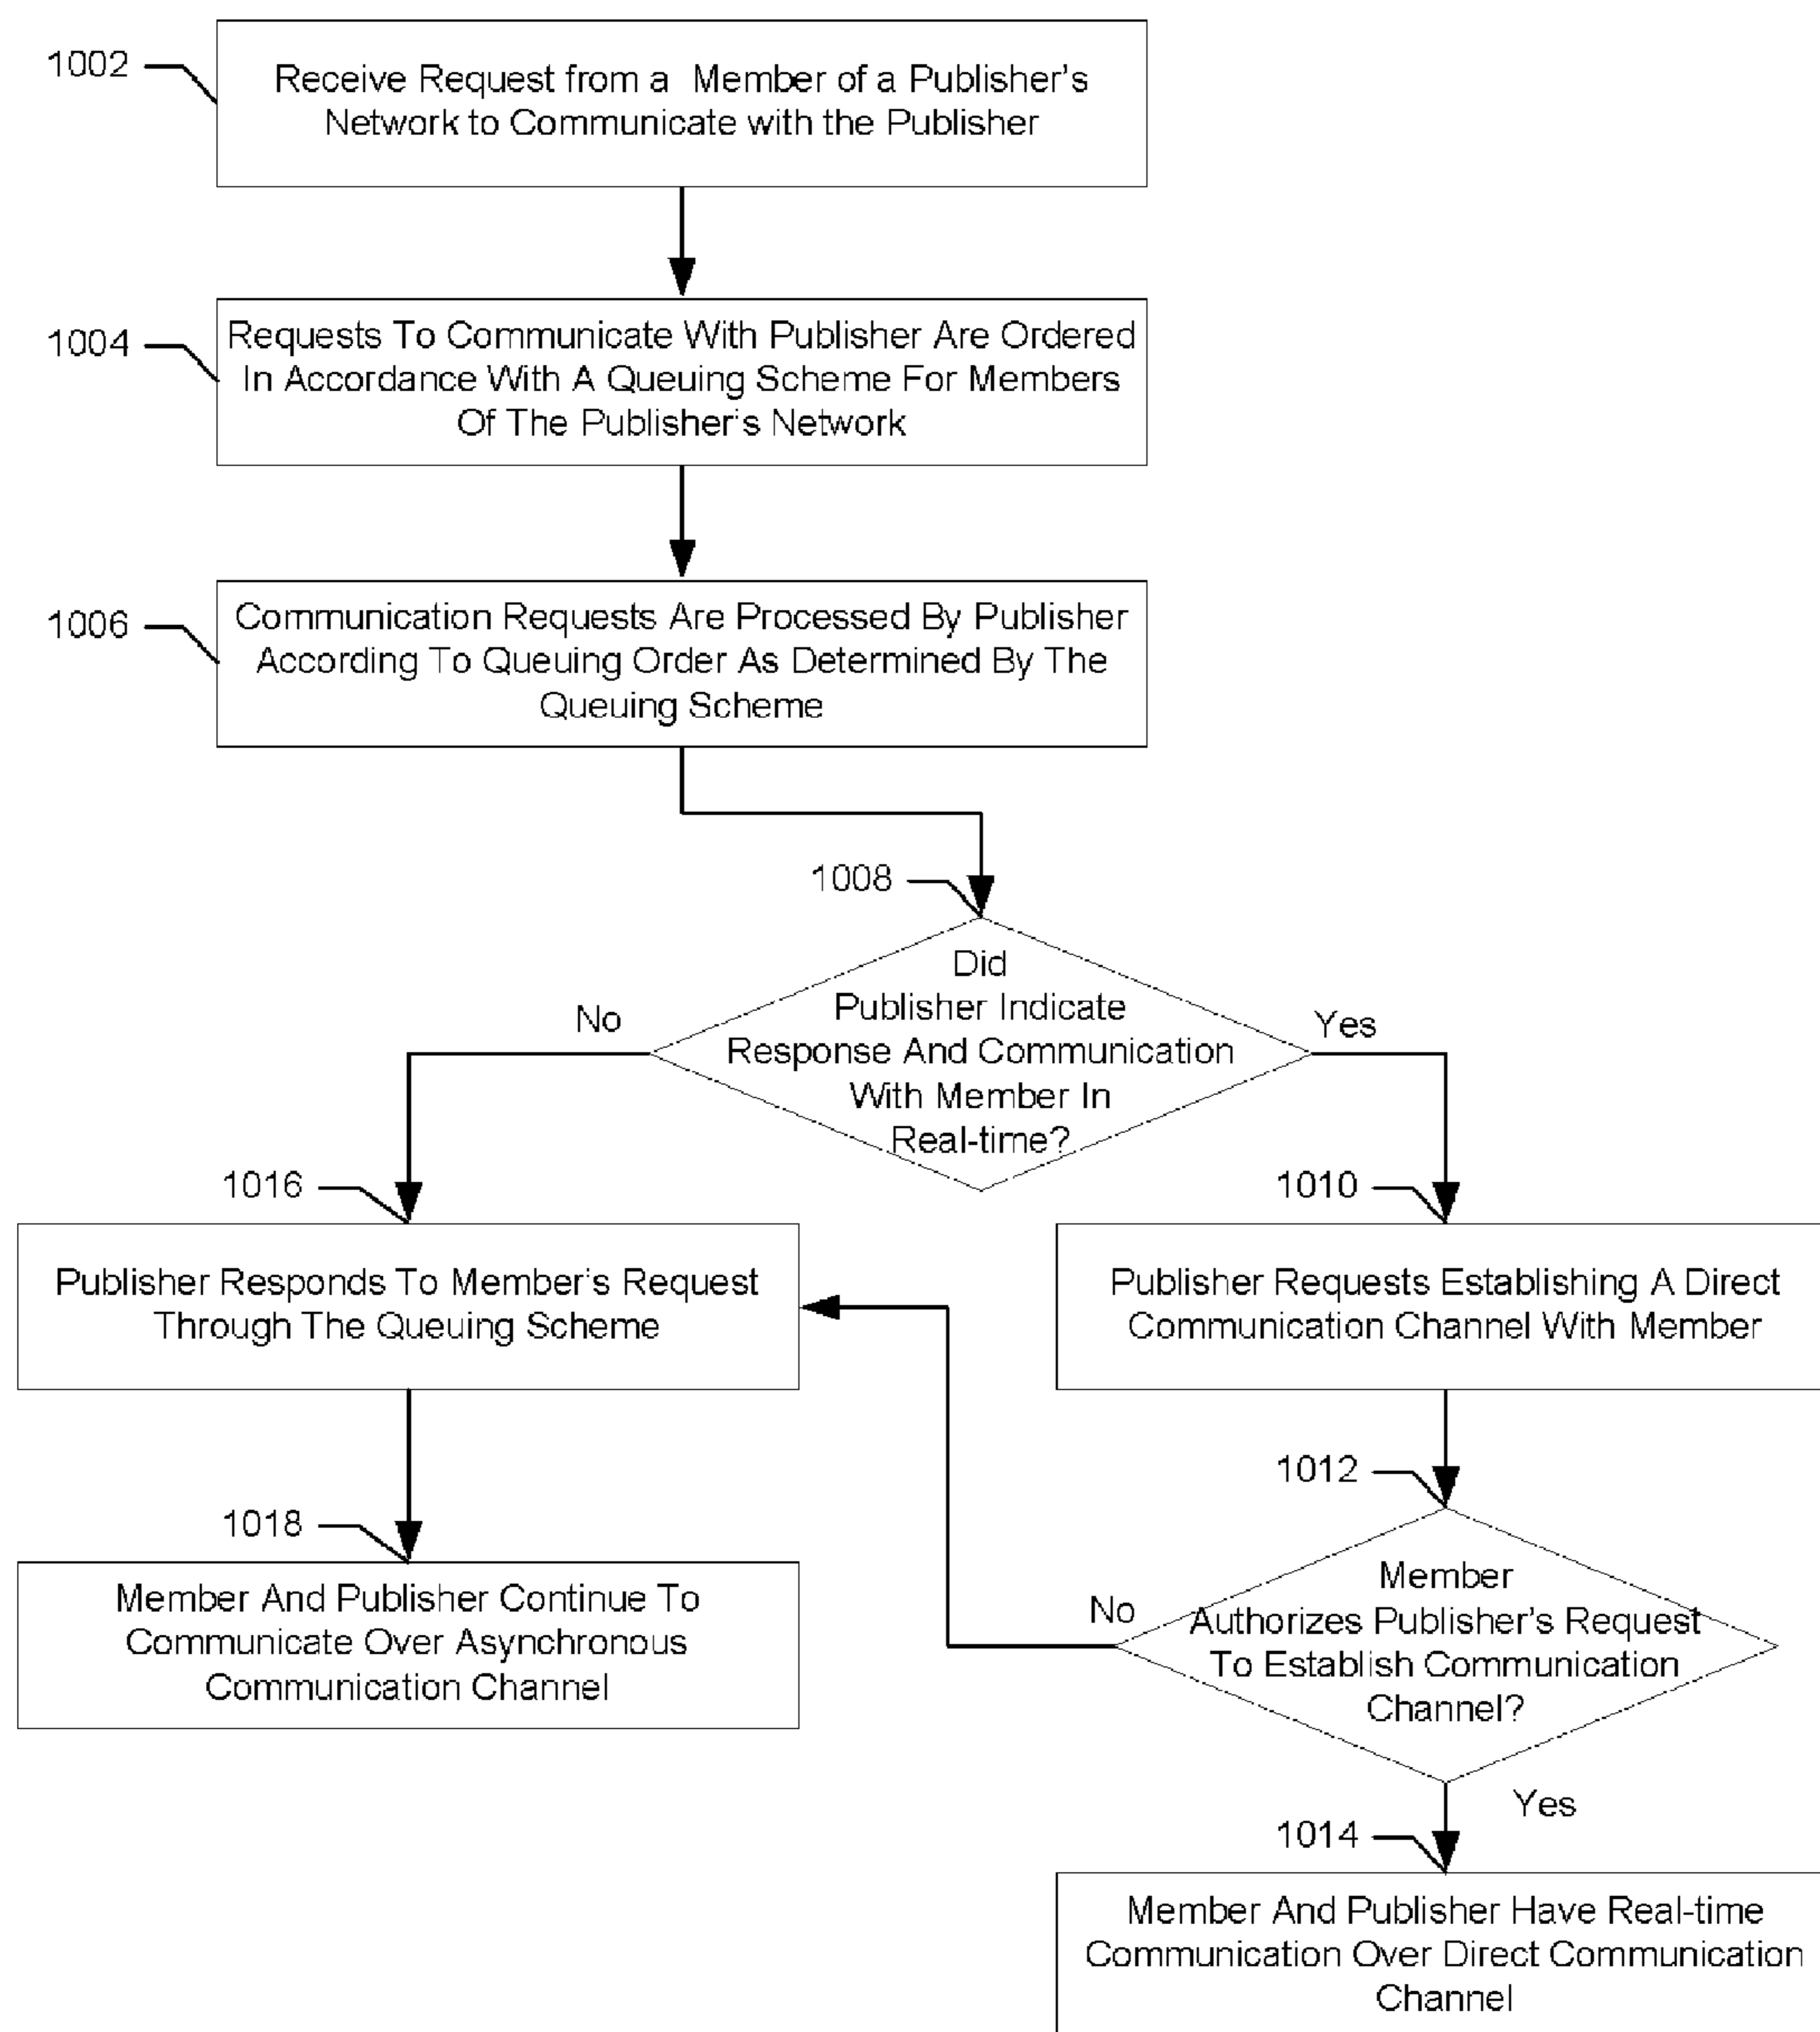 1002
Receive Request from a Member of a Publisher's
Network to Communicate with the Publisher
1004
Requests To Communicate With Publisher Are Ordered
In Accordance With A Queuing Scheme For Members
Of The Publisher's Network
1006
Communication Requests Are Processed By Publisher
According To Queuing Order As Determined By The
Queuing Scheme
1008
Did
Publisher Indicate
Response And Communication
With Member In
Real-time?
No
Yes
1016
Publisher Responds To Member's Request
Through The Queuing Scheme
1010
Publisher Requests Establishing A Direct
Communication Channel With Member
1018
Member And Publisher Continue To
Communicate Over Asynchronous
Communication Channel
1012
Member
Authorizes Publisher's Request
To Establish Communication
Channel?
No
Yes
1014
Member And Publisher Have Real-time
Communication Over Direct Communication
Channel